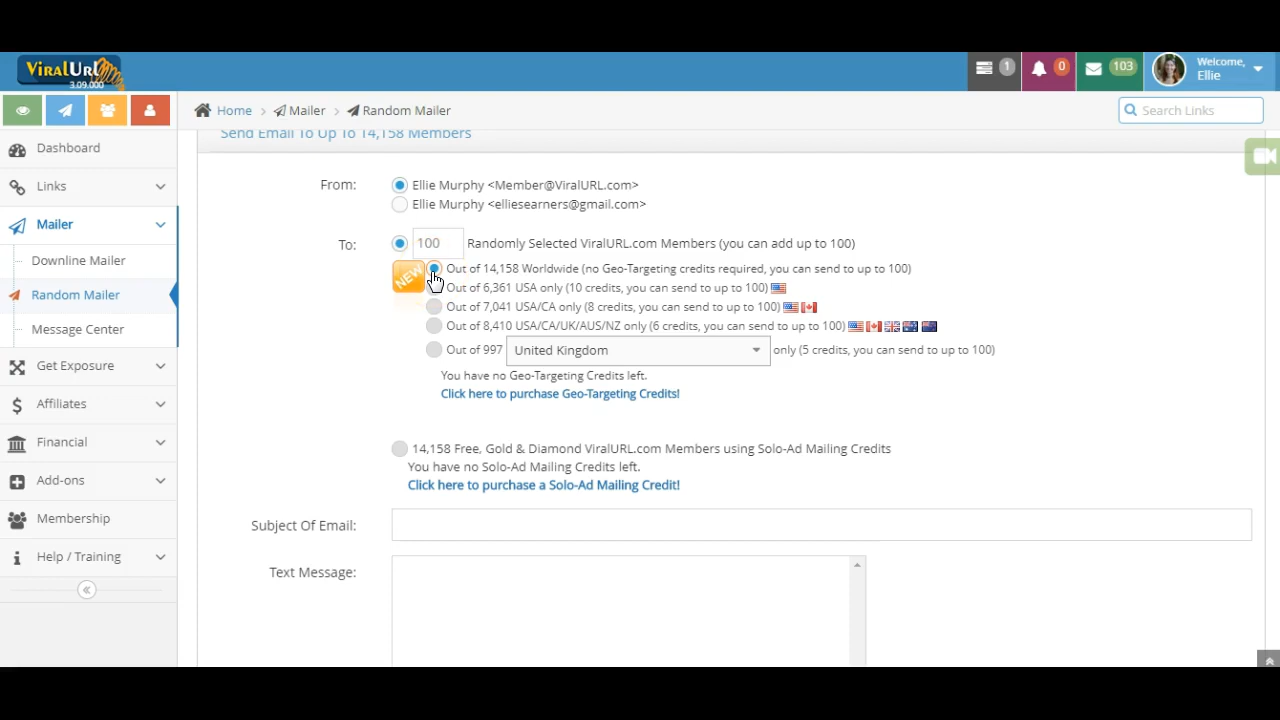 ViralUrl
3.09.000
1
0
103
Welcome,
Ellie
Home > Mailer > Random Mailer
Search Links
Dashboard
Links
Mailer
Downline Mailer
Random Mailer
Message Center
Get Exposure
Affiliates
Financial
Add-ons
Membership
Help / Training
Send Email To Up To 14,158 Members
From:
Ellie Murphy <Member@ViralURL.com>
Ellie Murphy <elliesearners@gmail.com>
To:
100 Randomly Selected ViralURL.com Members (you can add up to 100)
NEW
Out of 14,158 Worldwide (no Geo-Targeting credits required, you can send to up to 100)
Out of 6,361 USA only (10 credits, you can send to up to 100)
Out of 7,041 USA/CA only (8 credits, you can send to up to 100)
Out of 8,410 USA/CA/UK/AUS/NZ only (6 credits, you can send to up to 100)
Out of 997 United Kingdom only (5 credits, you can send to up to 100)
You have no Geo-Targeting Credits left.
Click here to purchase Geo-Targeting Credits!
14,158 Free, Gold & Diamond ViralURL.com Members using Solo-Ad Mailing Credits
You have no Solo-Ad Mailing Credits left.
Click here to purchase a Solo-Ad Mailing Credit!
Subject Of Email:
Text Message: